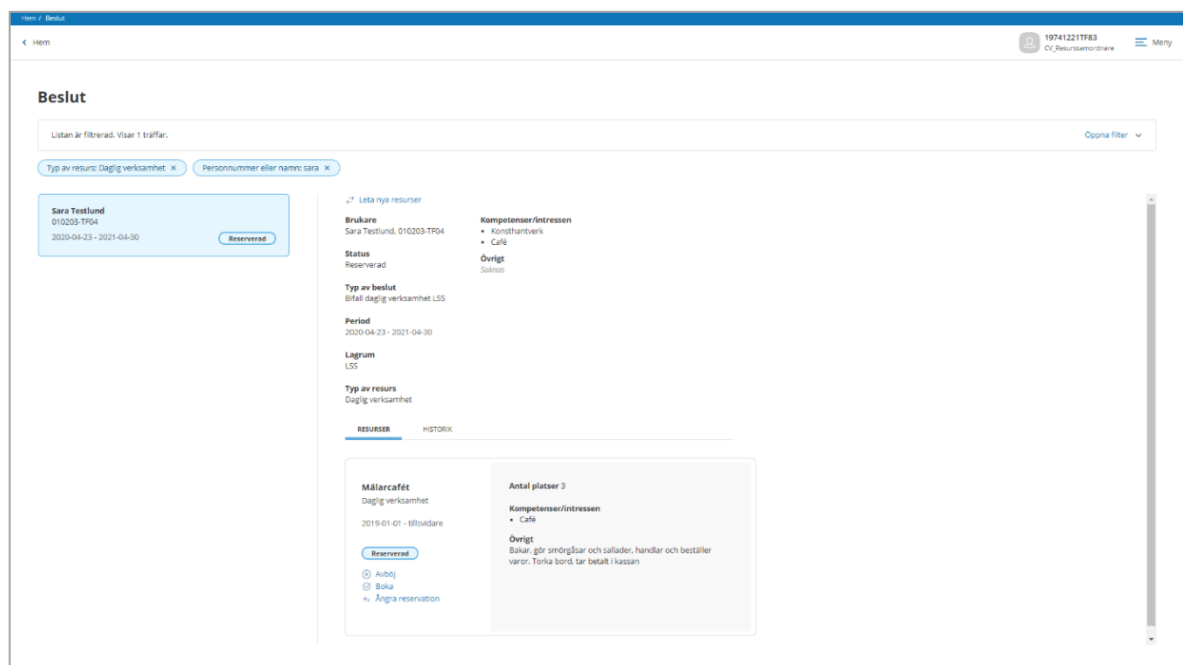 Hem / Beslut
Hem
19741221TF83
CV_Resurssamordnare
Meny
Beslut
Listan är filtrerad. Visar 1 träffar.
Öppna filter
Typ av resurs: Daglig verksamhet ×
Personnummer eller namn: sara ×
Sara Testlund
010203-TF04
2020-04-23 - 2021-04-30
Reserverad
Leta nya resurser
Brukare
Sara Testlund, 010203-TF04
Status
Reserverad
Typ av beslut
Bifall daglig verksamhet LSS
Period
2020-04-23 - 2021-04-30
Lagrum
LSS
Typ av resurs
Daglig verksamhet
Kompetenser/intressen
• Konsthantverk
• Café
Övrigt
Saknas
RESURSER
HISTORIK
Målarcafét
Daglig verksamhet
2019-01-01 - tillsvidare
Reserverad
Avböj
Boka
Ångra reservation
Antal platser 3
Kompetenser/intressen
• Café
Övrigt
Bakar, gör smörgåsar och sallader, handlar och beställer
varor. Torka bord, tar betalt i kassan